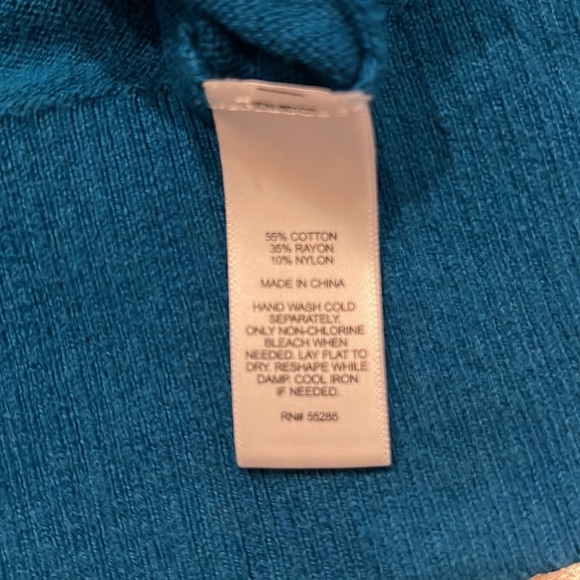 55% COTTON
35% RAYON
10% NYLON
MADE IN CHINA
HAND WASH COLD
SEPARATELY.
ONLY NON-CHLORINE
BLEACH WHEN
NEEDED. LAY FLAT TO
DRY. RESHAPE WHILE
DAMP. COOL IRON
IF NEEDED.
RN# 55285